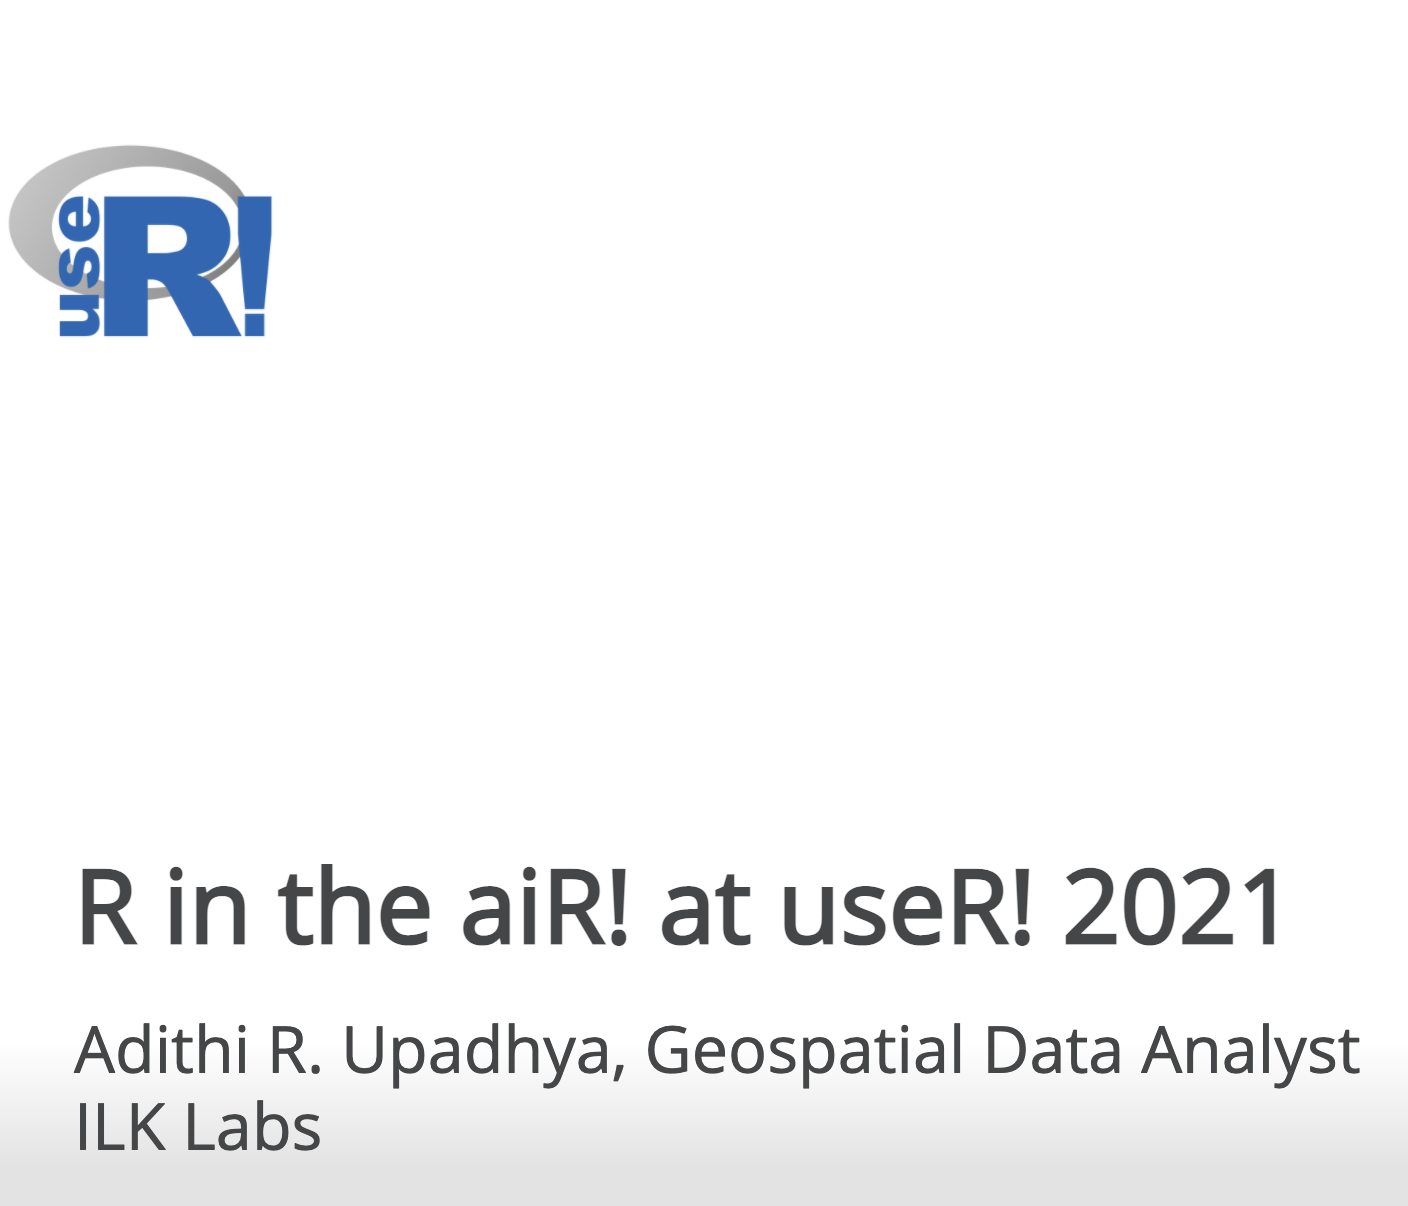 useR!
R in the aiR! at useR! 2021
Adithi R. Upadhya, Geospatial Data Analyst
ILK Labs